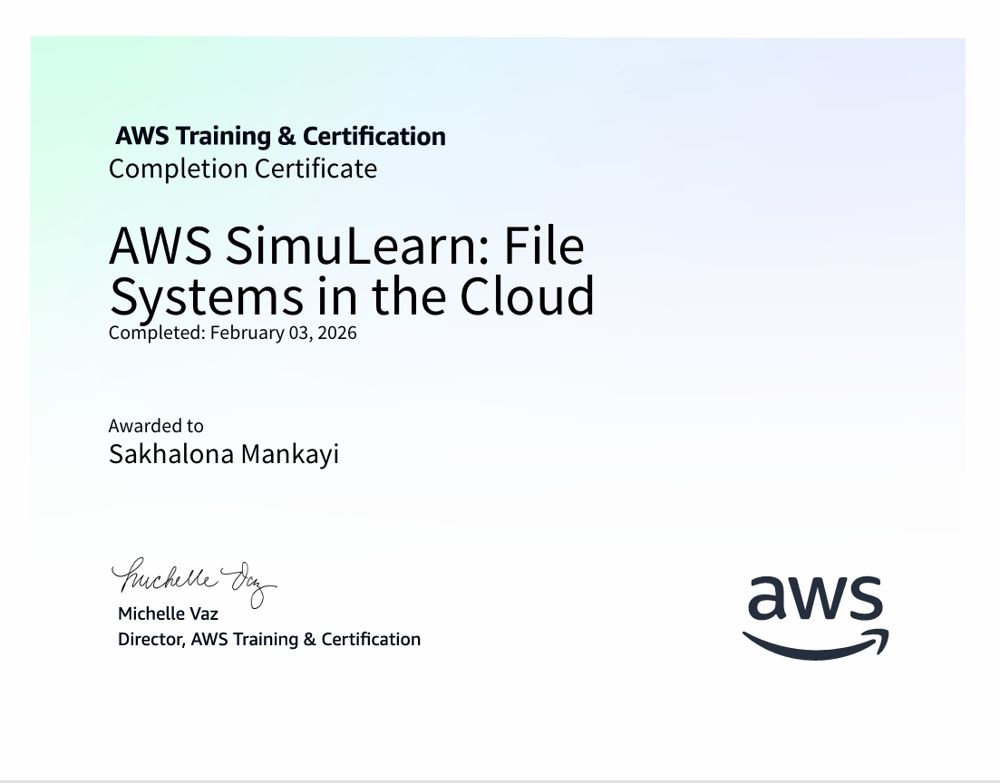 AWS Training & Certification
Completion Certificate
AWS SimuLearn: File
Systems in the Cloud
Completed: February 03, 2026
Awarded to
Sakhalona Mankayi
Michelle Vaz
Michelle Vaz
Director, AWS Training & Certification
aws